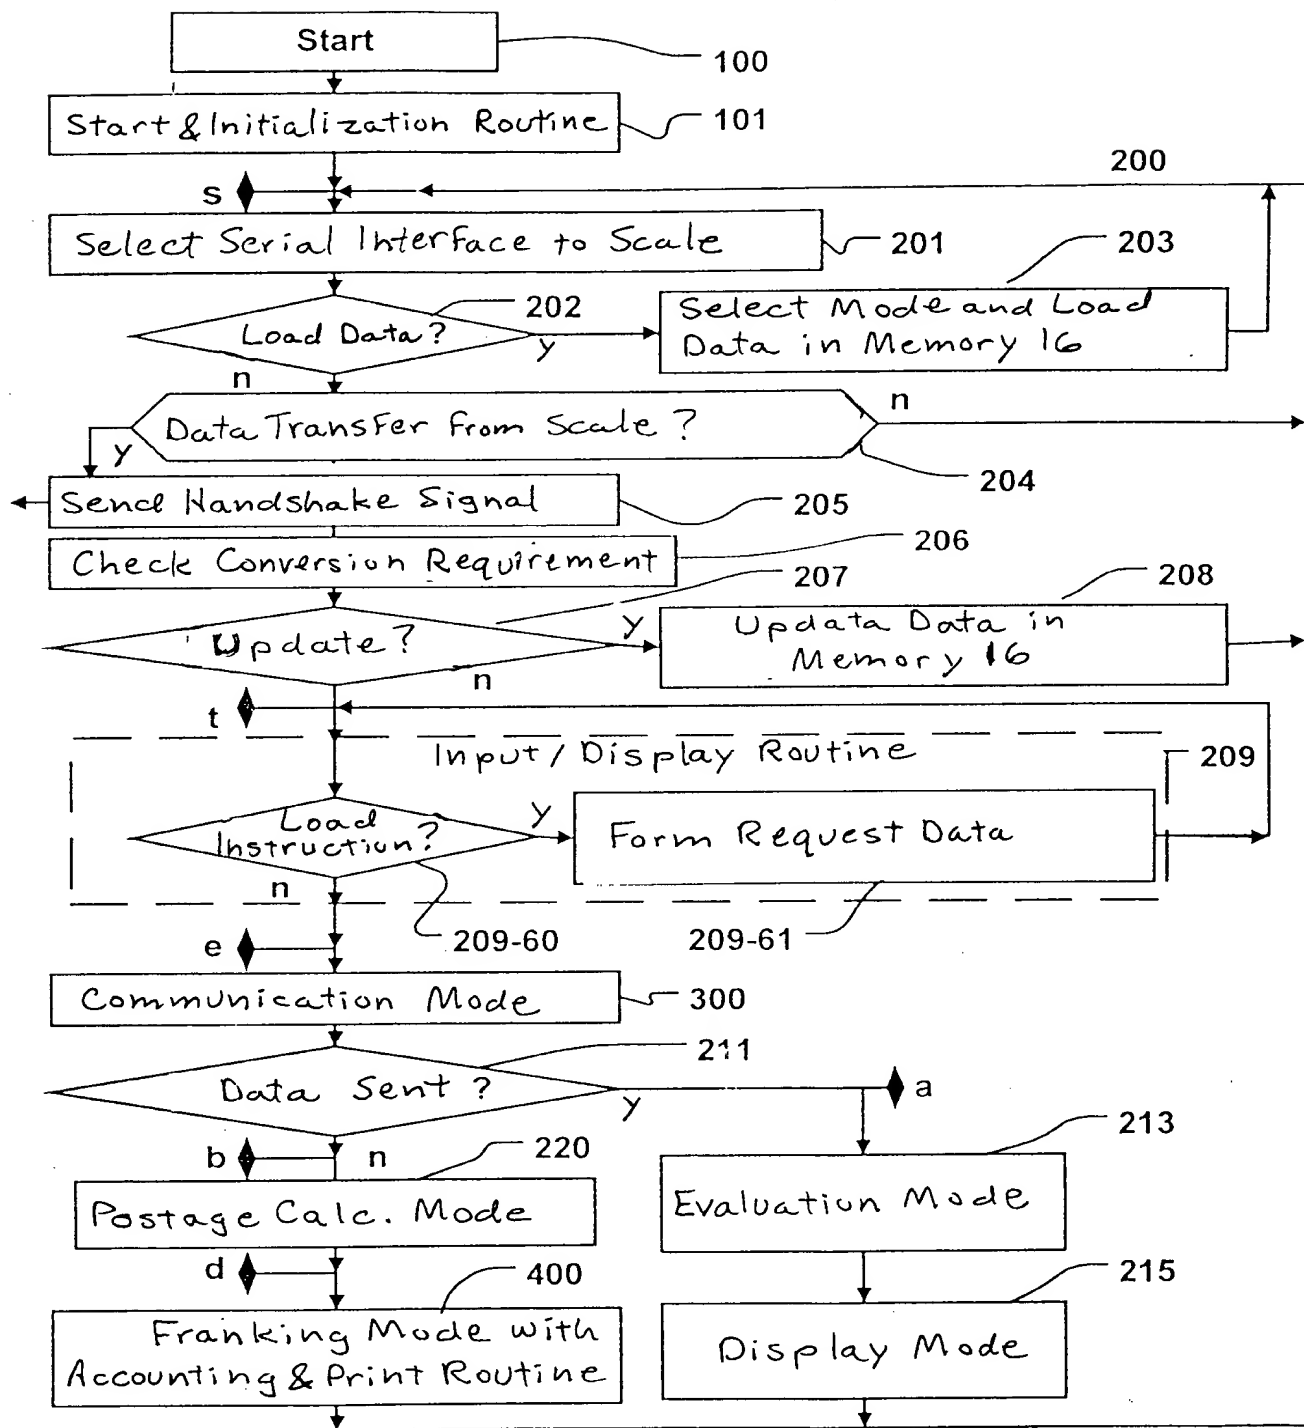 Start
100
Start & Initialization Routine
101
200
s
Select Serial Interface to Scale
201
203
202
Load Data?
y
Select Mode and Load
Data in Memory 16
n
n
Data Transfer from Scale?
y
204
Send Handshake Signal
205
206
Check Conversion Requirement
207
208
Update?
y
Updata Data in
Memory 16
n
t
Input/Display Routine
209
Load
Instruction?
y
Form Request Data
n
209-60
209-61
e
Communication Mode
300
211
Data Sent?
y
a
213
b
n
220
Postage Calc. Mode
Evaluation Mode
d
400
215
Franking Mode with
Accounting & Print Routine
Display Mode